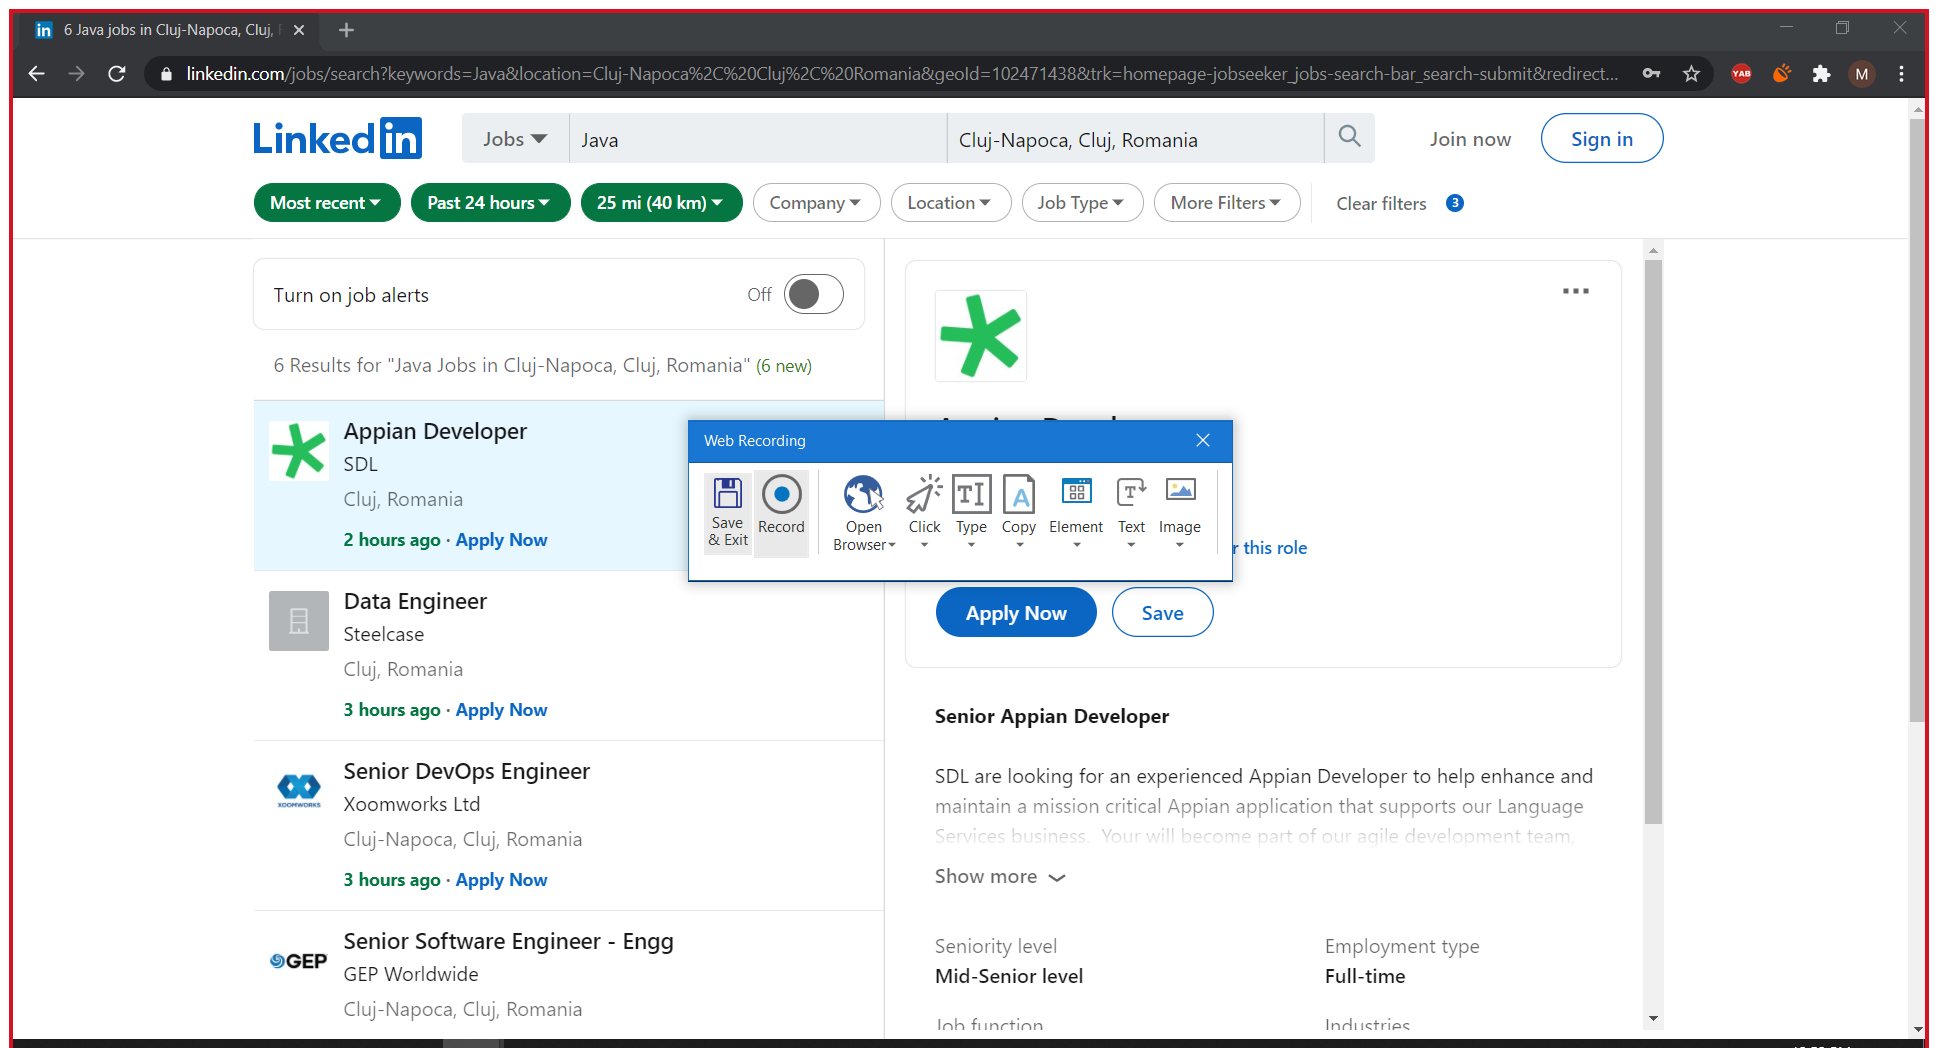 6 Java jobs in Cluj-Napoca, Cluj,
linkedin.com/jobs/search?keywords=Java&location=Cluj-Napoca%2C%20Cluj%2C%20Romania&geoId=102471438&trk=homepage-jobseeker_jobs-search-bar_search-submit&redirect...
YAB
M
Linkedin
Jobs
Java
Cluj-Napoca, Cluj, Romania
Join now
Sign in
Most recent
Past 24 hours
25 mi (40 km)
Company
Location
Job Type
More Filters
Clear filters
3
Turn on job alerts
Off
6 Results for "Java Jobs in Cluj-Napoca, Cluj, Romania" (6 new)
Appian Developer
SDL
Cluj, Romania
2 hours ago · Apply Now
Data Engineer
Steelcase
Cluj, Romania
3 hours ago · Apply Now
XOOMWORKS
Senior DevOps Engineer
Xoomworks Ltd
Cluj-Napoca, Cluj, Romania
3 hours ago · Apply Now
GEP
Senior Software Engineer - Engg
GEP Worldwide
Cluj-Napoca, Cluj, Romania
Web Recording
Save
& Exit
Record
Open
Browser
Click
Type
Copy
Element
Text
Image
this role
Apply Now
Save
Senior Appian Developer
SDL are looking for an experienced Appian Developer to help enhance and
maintain a mission critical Appian application that supports our Language
Services business. Your will become part of our agile development team,
Show more
Seniority level
Mid-Senior level
Employment type
Full-time
Job function
Industries